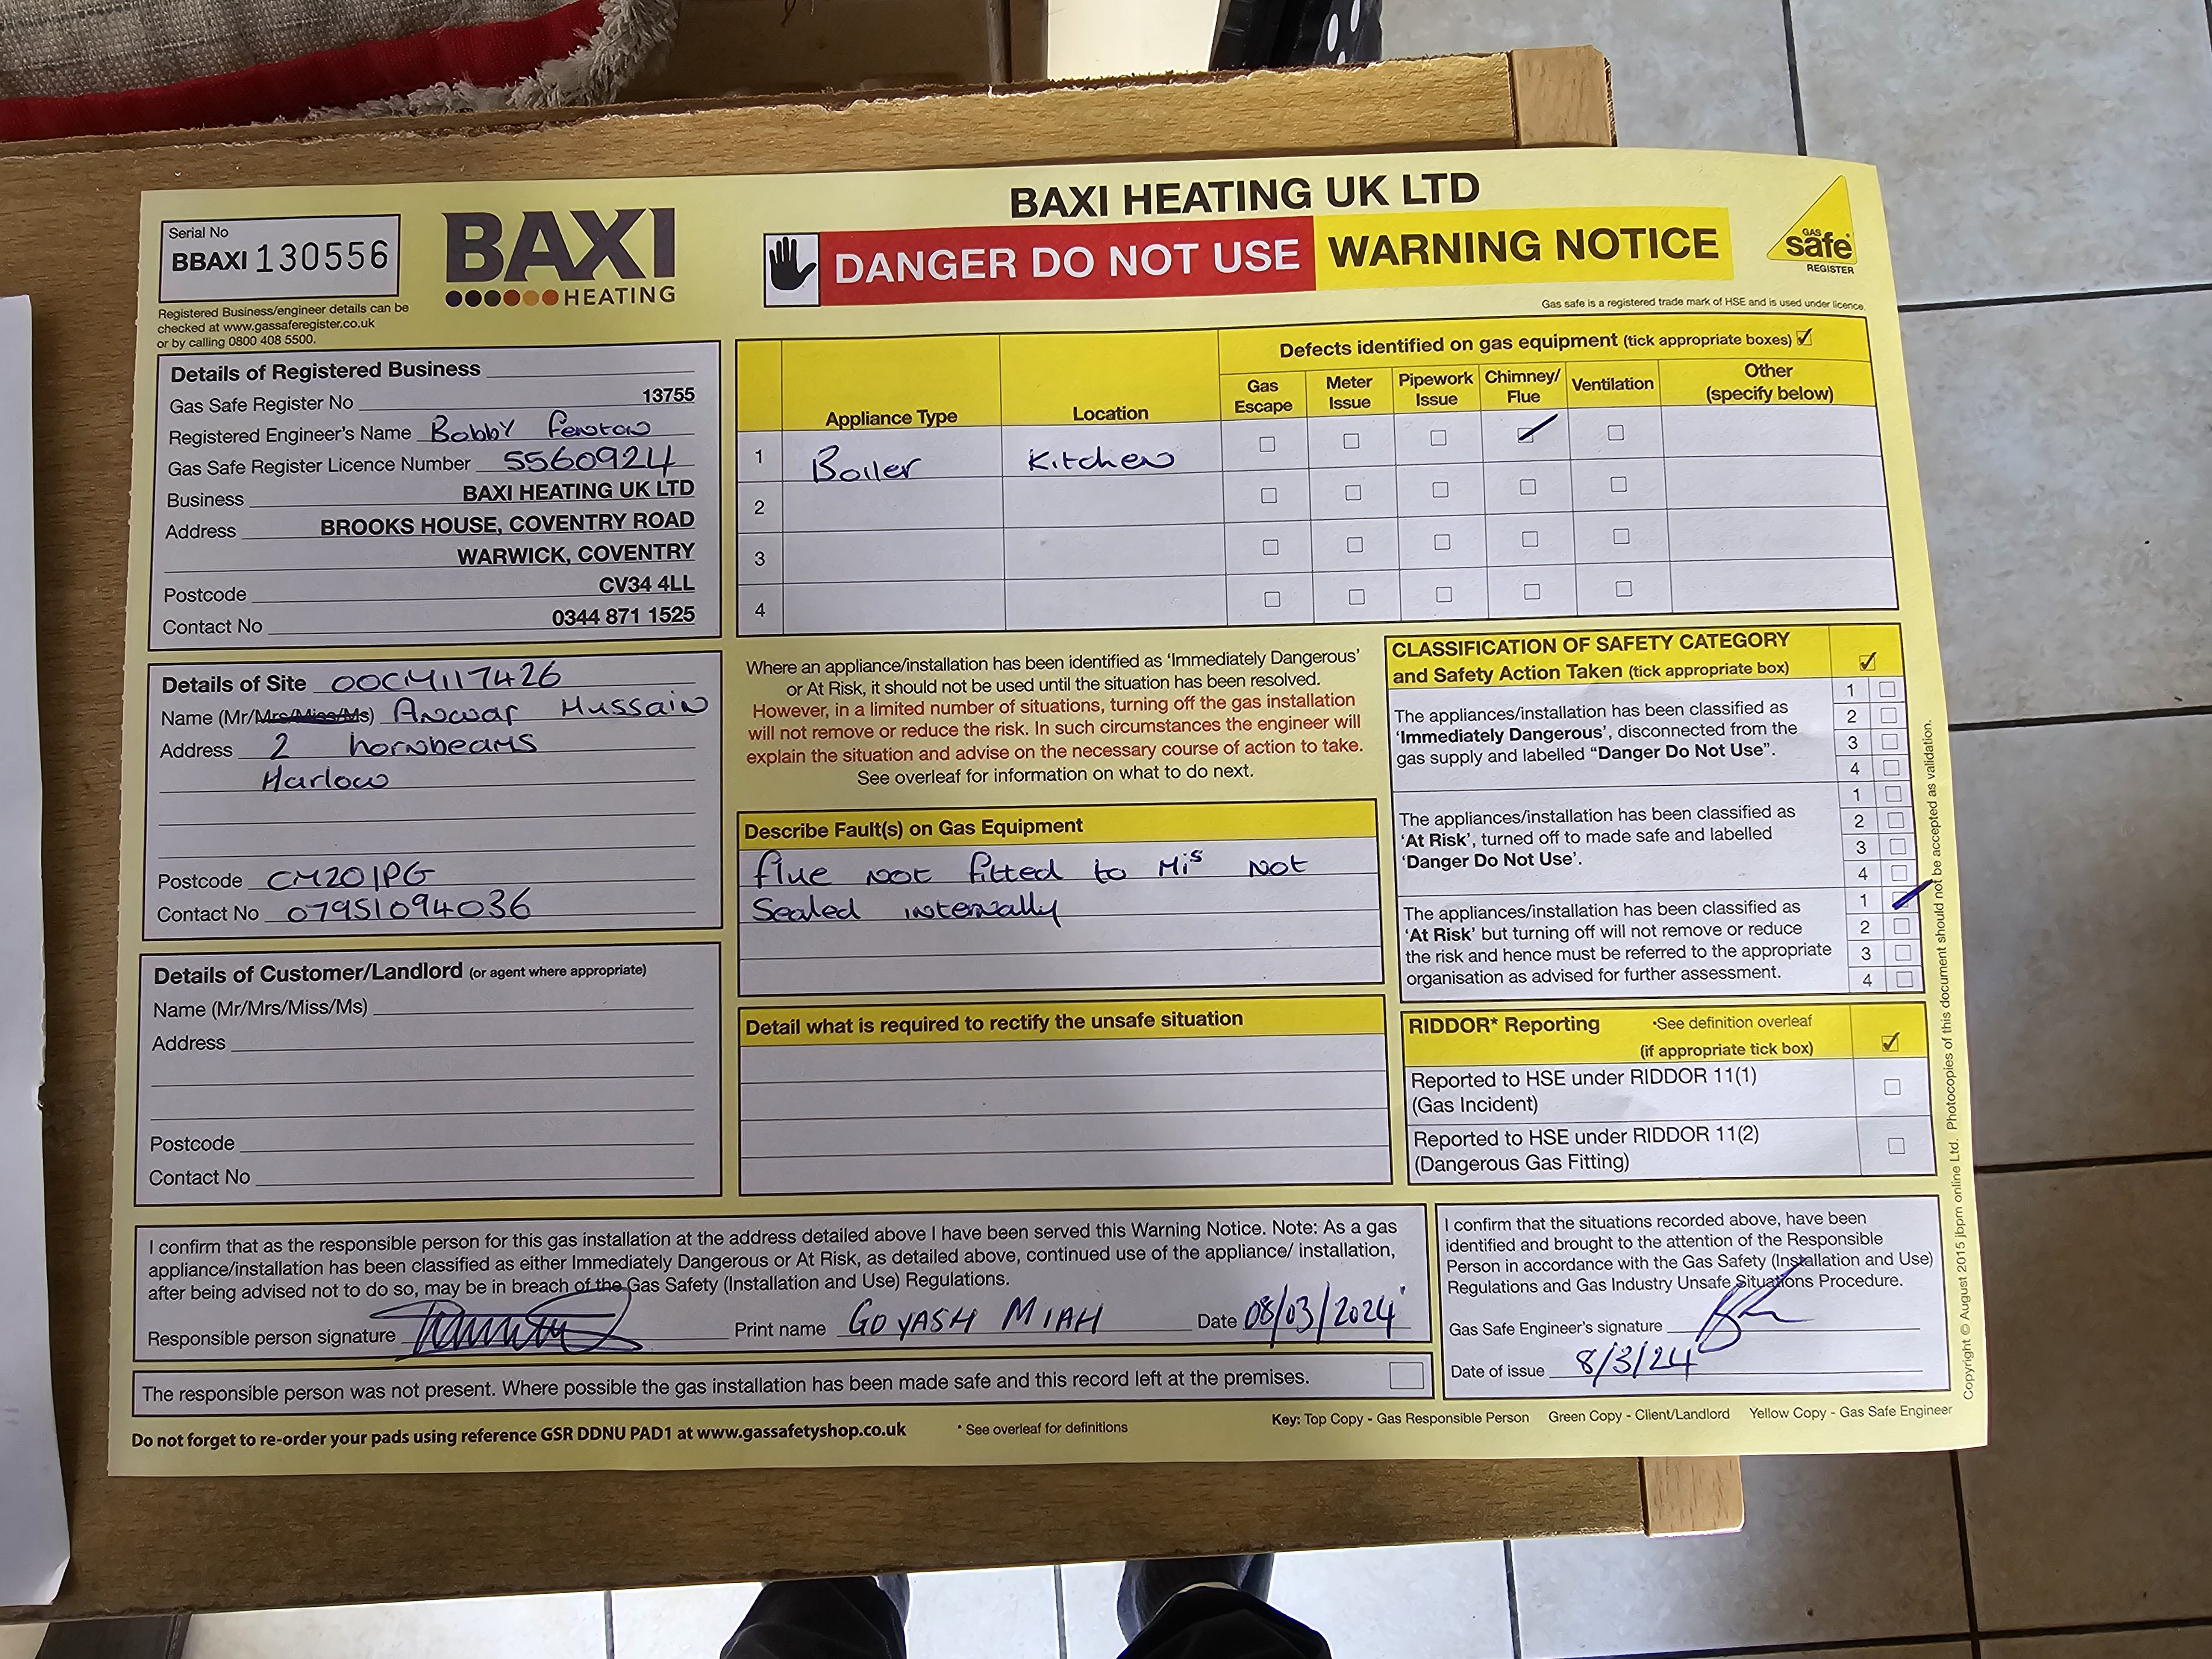 BAXI HEATING UK LTD
Serial No
BBAXI 130556
BAXI
HEATING
DANGER DO NOT USE WARNING NOTICE
GAS
safe
REGISTER
Registered Business/engineer details can be
checked at www.gassaferegister.co.uk
or by calling 0800 408 5500.
Gas safe is a registered trade mark of HSE and is used under licence.
Details of Registered Business
Gas Safe Register No 13755
Registered Engineer's Name Bobby
Gas Safe Register Licence Number 5560924
Business BAXI HEATING UK LTD
Address BROOKS HOUSE, COVENTRY ROAD
WARWICK, COVENTRY
Postcode CV34 4LL
Contact No 0344 871 1525
Appliance Type
Location
Defects identified on gas equipment (tick appropriate boxes) ✓
Gas Escape
Meter Issue
Pipework Issue
Chimney/ Flue
Ventilation
Other (specify below)
1 Boiler Kitchen
2
3
4
Details of Site 00CM1117426
Name (Mr/Mrs/Miss/Ms) Anwar Hussain
Address 2 hornbeams
Harlow
Postcode CM201PG
Contact No 07951094036
Where an appliance/installation has been identified as 'Immediately Dangerous'
or At Risk, it should not be used until the situation has been resolved.
However, in a limited number of situations, turning off the gas installation
will not remove or reduce the risk. In such circumstances the engineer will
explain the situation and advise on the necessary course of action to take.
See overleaf for information on what to do next.
Describe Fault(s) on Gas Equipment
flue not fitted to Mi's Not
Sealed internally
CLASSIFICATION OF SAFETY CATEGORY
and Safety Action Taken (tick appropriate box) ✓
The appliances/installation has been classified as
'Immediately Dangerous', disconnected from the
gas supply and labelled "Danger Do Not Use".
1
2
3
4
The appliances/installation has been classified as
'At Risk', turned off to made safe and labelled
'Danger Do Not Use'.
1
2
3
4
The appliances/installation has been classified as
'At Risk' but turning off will not remove or reduce
the risk and hence must be referred to the appropriate
organisation as advised for further assessment.
1
2
3
4
Details of Customer/Landlord (or agent where appropriate)
Name (Mr/Mrs/Miss/Ms)
Address
Postcode
Contact No
Detail what is required to rectify the unsafe situation
RIDDOR* Reporting
*See definition overleaf
(if appropriate tick box) ✓
Reported to HSE under RIDDOR 11(1)
(Gas Incident)
Reported to HSE under RIDDOR 11(2)
(Dangerous Gas Fitting)
I confirm that as the responsible person for this gas installation at the address detailed above I have been served this Warning Notice. Note: As a gas
appliance/installation has been classified as either Immediately Dangerous or At Risk, as detailed above, continued use of the appliance/ installation,
after being advised not to do so, may be in breach of the Gas Safety (Installation and Use) Regulations.
Responsible person signature
Print name GOYASH MIAH
Date 08/03/2024
The responsible person was not present. Where possible the gas installation has been made safe and this record left at the premises.
I confirm that the situations recorded above, have been
identified and brought to the attention of the Responsible
Person in accordance with the Gas Safety (Installation and Use)
Regulations and Gas Industry Unsafe Situations Procedure.
Gas Safe Engineer's signature
Date of issue 8/3/24
Do not forget to re-order your pads using reference GSR DDNU PAD1 at www.gassafetyshop.co.uk
* See overleaf for definitions
Key: Top Copy - Gas Responsible Person Green Copy - Client/Landlord Yellow Copy - Gas Safe Engineer
Copyright © August 2015 jbpm online Ltd. Photocopies of this document should not be accepted as validation.